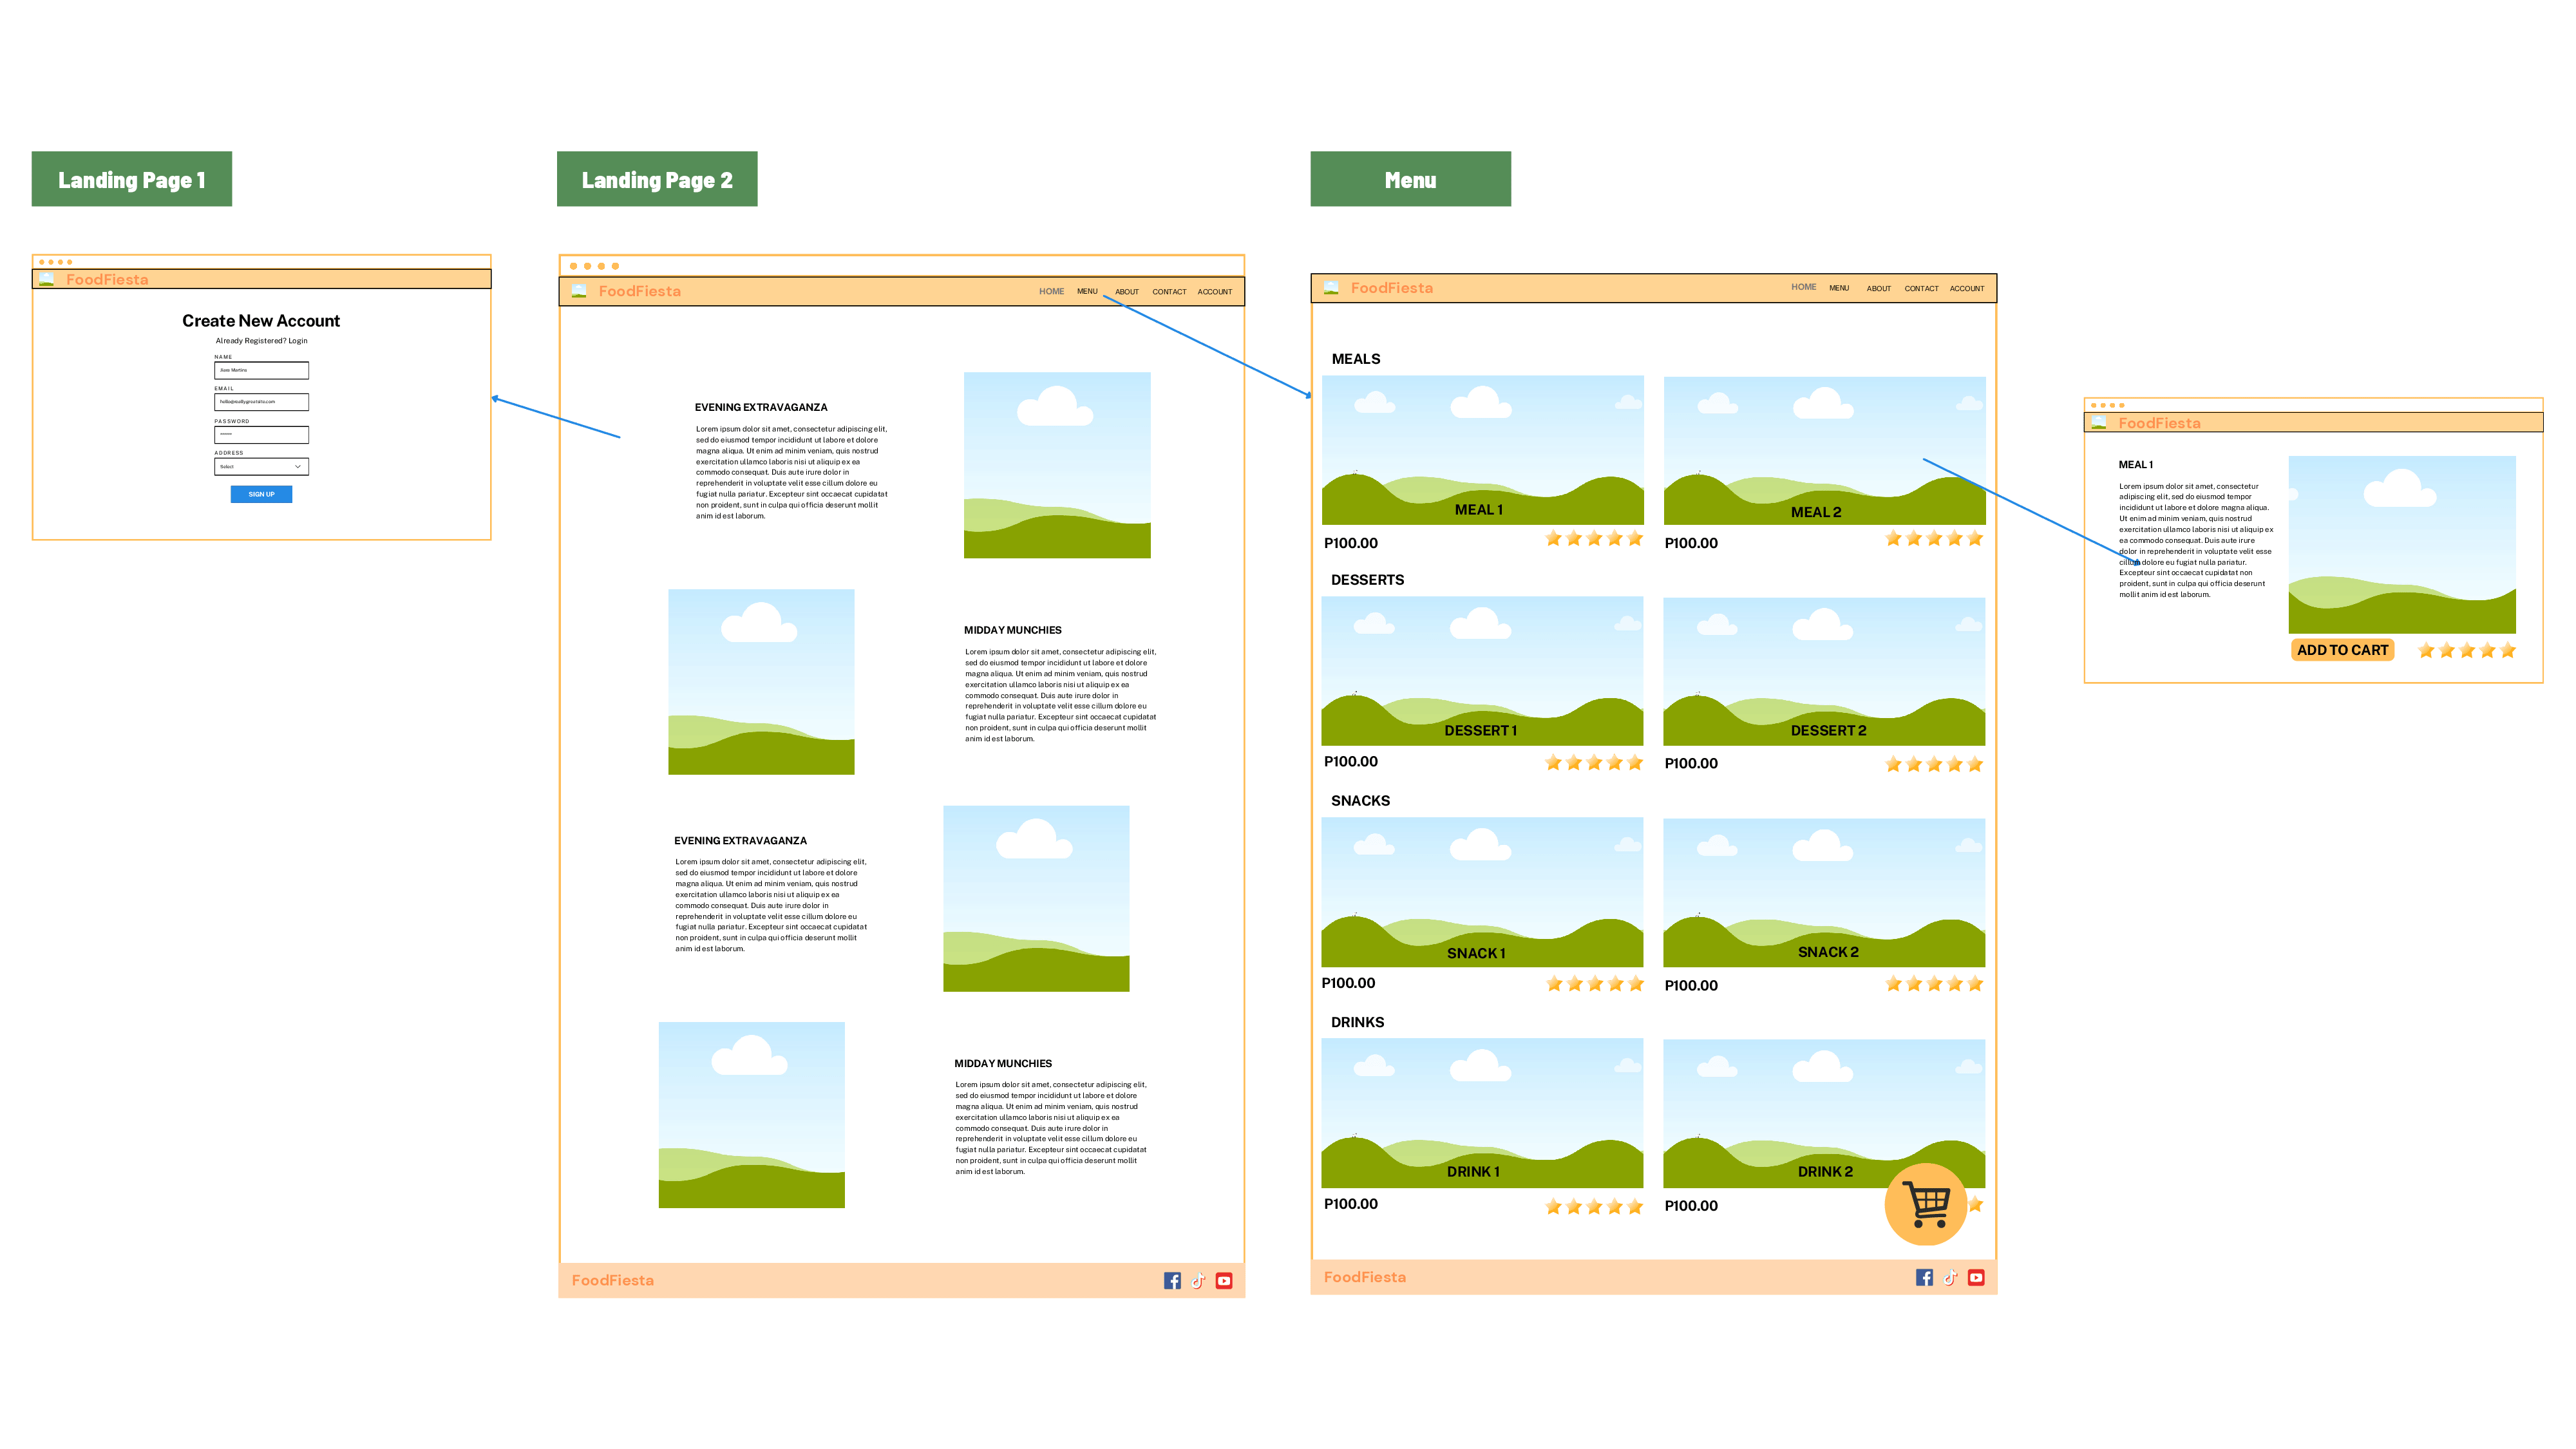 Landing Page 1
FoodFiesta
Create New Account
Already Registered? Login
NAME
EMAIL
PASSWORD
ADDRESS
Select
SIGN UP
Landing Page 2
FoodFiesta
HOME MENU ABOUT CONTACT ACCOUNT
EVENING EXTRAVAGANZA
Lorem ipsum dolor sit amet, consectetur adipiscing elit,
sed do eiusmod tempor incididunt ut labore et dolore
magna aliqua. Ut enim ad minim veniam, quis nostrud
exercitation ullamco laboris nisi ut aliquip ex ea
commodo consequat. Duis aute irure dolor in
reprehenderit in voluptate velit esse cillum dolore eu
fugiat nulla pariatur. Excepteur sint occaecat cupidatat
non proident, sunt in culpa qui officia deserunt mollit
anim id est laborum.
MIDDAY MUNCHIES
Lorem ipsum dolor sit amet, consectetur adipiscing elit,
sed do eiusmod tempor incididunt ut labore et dolore
magna aliqua. Ut enim ad minim veniam, quis nostrud
exercitation ullamco laboris nisi ut aliquip ex ea
commodo consequat. Duis aute irure dolor in
reprehenderit in voluptate velit esse cillum dolore eu
fugiat nulla pariatur. Excepteur sint occaecat cupidatat
non proident, sunt in culpa qui officia deserunt mollit
anim id est laborum.
EVENING EXTRAVAGANZA
Lorem ipsum dolor sit amet, consectetur adipiscing elit,
sed do eiusmod tempor incididunt ut labore et dolore
magna aliqua. Ut enim ad minim veniam, quis nostrud
exercitation ullamco laboris nisi ut aliquip ex ea
commodo consequat. Duis aute irure dolor in
reprehenderit in voluptate velit esse cillum dolore eu
fugiat nulla pariatur. Excepteur sint occaecat cupidatat
non proident, sunt in culpa qui officia deserunt mollit
anim id est laborum.
MIDDAY MUNCHIES
Lorem ipsum dolor sit amet, consectetur adipiscing elit,
sed do eiusmod tempor incididunt ut labore et dolore
magna aliqua. Ut enim ad minim veniam, quis nostrud
exercitation ullamco laboris nisi ut aliquip ex ea
commodo consequat. Duis aute irure dolor in
reprehenderit in voluptate velit esse cillum dolore eu
fugiat nulla pariatur. Excepteur sint occaecat cupidatat
non proident, sunt in culpa qui officia deserunt mollit
anim id est laborum.
FoodFiesta
Menu
FoodFiesta
HOME MENU ABOUT CONTACT ACCOUNT
MEALS
MEAL 1
MEAL 2
P100.00
P100.00
DESSERTS
DESSERT 1
DESSERT 2
P100.00
P100.00
SNACKS
SNACK 1
SNACK 2
P100.00
P100.00
DRINKS
DRINK 1
DRINK 2
P100.00
P100.00
FoodFiesta
FoodFiesta
MEAL 1
Lorem ipsum dolor sit amet, consectetur
adipiscing elit, sed do eiusmod tempor
incididunt ut labore et dolore magna aliqua.
Ut enim ad minim veniam, quis nostrud
exercitation ullamco laboris nisi ut aliquip ex
ea commodo consequat. Duis aute irure
dolor in reprehenderit in voluptate velit esse
cillum dolore eu fugiat nulla pariatur.
Excepteur sint occaecat cupidatat non
proident, sunt in culpa qui officia deserunt
mollit anim id est laborum.
ADD TO CART